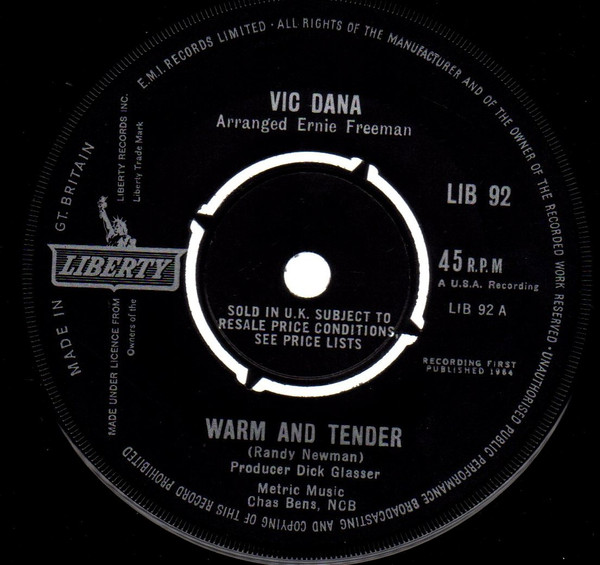 E.M.I. RECORDS LIMITED · ALL RIGHTS OF THE MANUFACTURER AND OF THE OWNER OF THE RECORDED WORK RESERVED · UNAUTHORISED PUBLIC PERFORMANCE BROADCASTING AND COPYING OF THIS RECORD PROHIBITED
MADE IN GT. BRITAIN
VIC DANA
Arranged Ernie Freeman
LIBERTY RECORDS INC.
Liberty Trade Mark
LIBERTY
MADE UNDER LICENCE FROM
Owners of the
LIB 92
45 R.P.M
A U.S.A. Recording
LIB 92 A
SOLD IN U.K. SUBJECT TO
RESALE PRICE CONDITIONS,
SEE PRICE LISTS
RECORDING FIRST
PUBLISHED 1964
WARM AND TENDER
(Randy Newman)
Producer Dick Glasser
Metric Music
Chas Bens, NCB